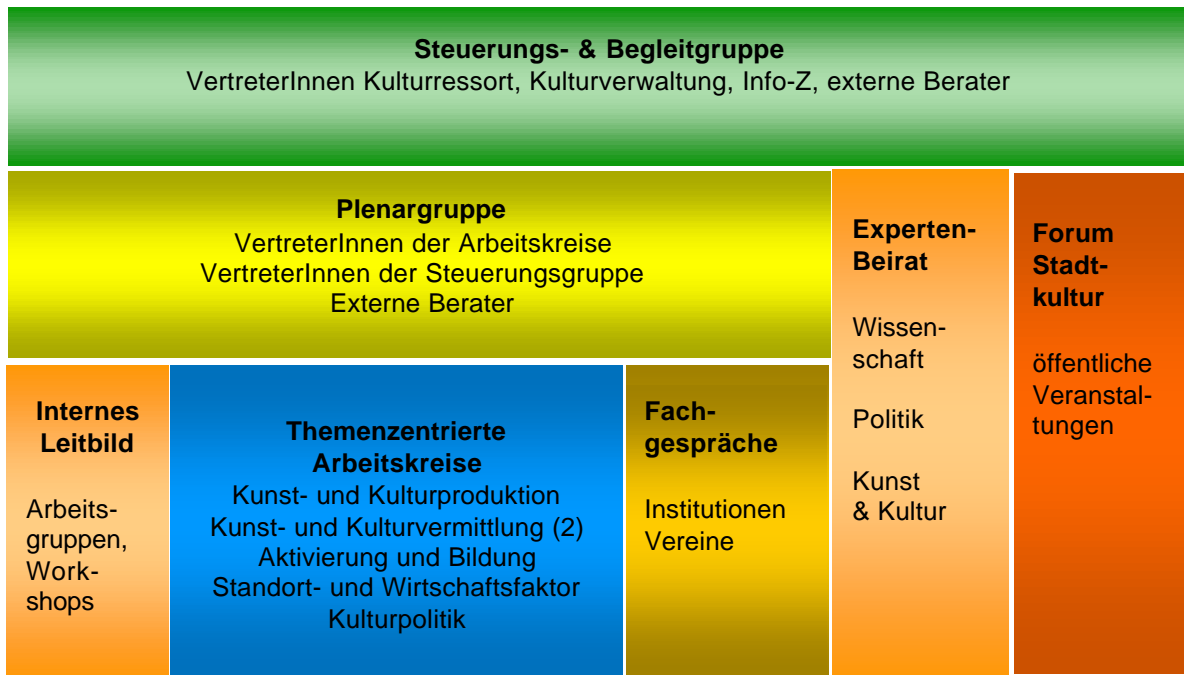 Steuerungs- & Begleitgruppe
VertreterInnen Kulturressort, Kulturverwaltung, Info-Z, externe Berater
Plenargruppe
VertreterInnen der Arbeitskreise
VertreterInnen der Steuerungsgruppe
Externe Berater
Experten-
Beirat
Wissen-
schaft
Politik
Kunst
& Kultur
Forum
Stadt-
kultur
öffentliche
Veranstal-
tungen
Internes
Leitbild
Arbeits-
gruppen,
Work-
shops
Themenzentrierte
Arbeitskreise
Kunst- und Kulturproduktion
Kunst- und Kulturvermittlung (2)
Aktivierung und Bildung
Standort- und Wirtschaftsfaktor
Kulturpolitik
Fach-
gespräche
Institutionen
Vereine